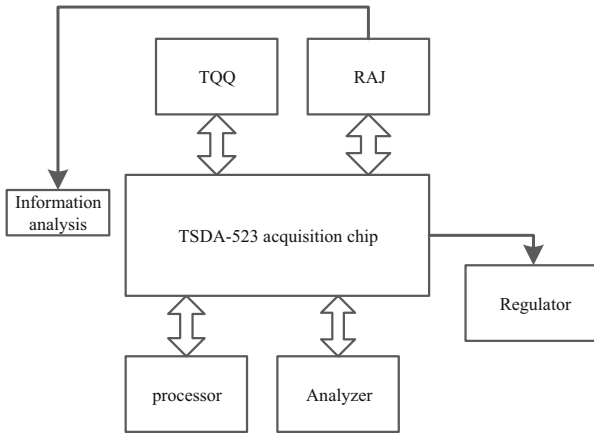 TQQ
RAJ
Information
analysis
TSDA-523 acquisition chip
Regulator
processor
Analyzer